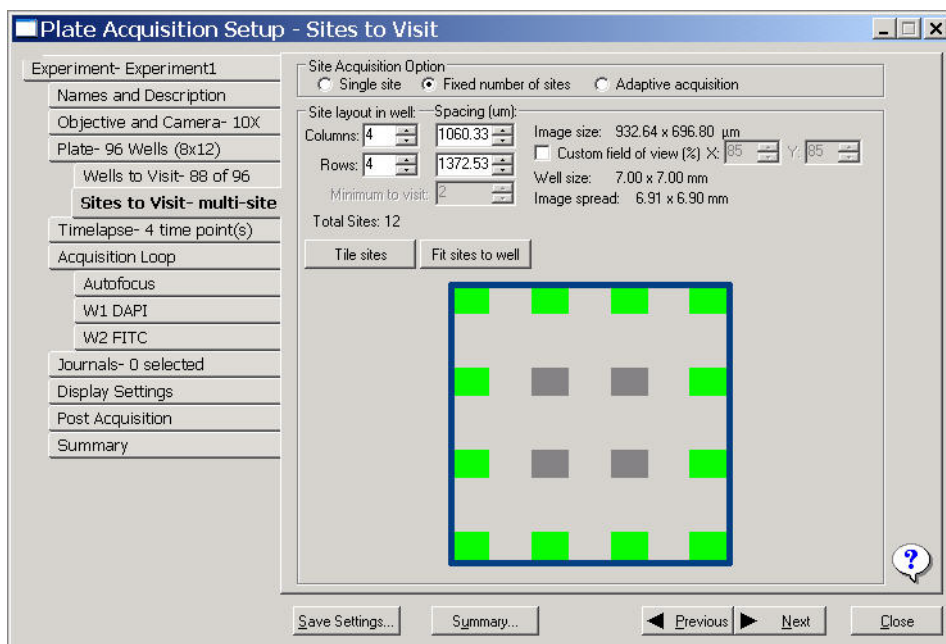 Plate Acquisition Setup - Sites to Visit
Experiment- Experiment1
Names and Description
Objective and Camera- 10X
Plate- 96 Wells (8x12)
Wells to Visit- 88 of 96
Sites to Visit- multi-site
Timelapse- 4 time point(s)
Acquisition Loop
Autofocus
W1 DAPI
W2 FITC
Journals- 0 selected
Display Settings
Post Acquisition
Summary
Site Acquisition Option
Single site Fixed number of sites Adaptive acquisition
Site layout in well: Spacing (um):
Columns: 4 1060.33
Rows: 4 1372.53
Minimum to visit: 2
Total Sites: 12
Image size: 932.64 x 696.80 µm
Custom field of view (%) X: 85 Y: 85
Well size: 7.00 x 7.00 mm
Image spread: 6.91 x 6.90 mm
Tile sites Fit sites to well
?
Save Settings... Summary... Previous Next Close